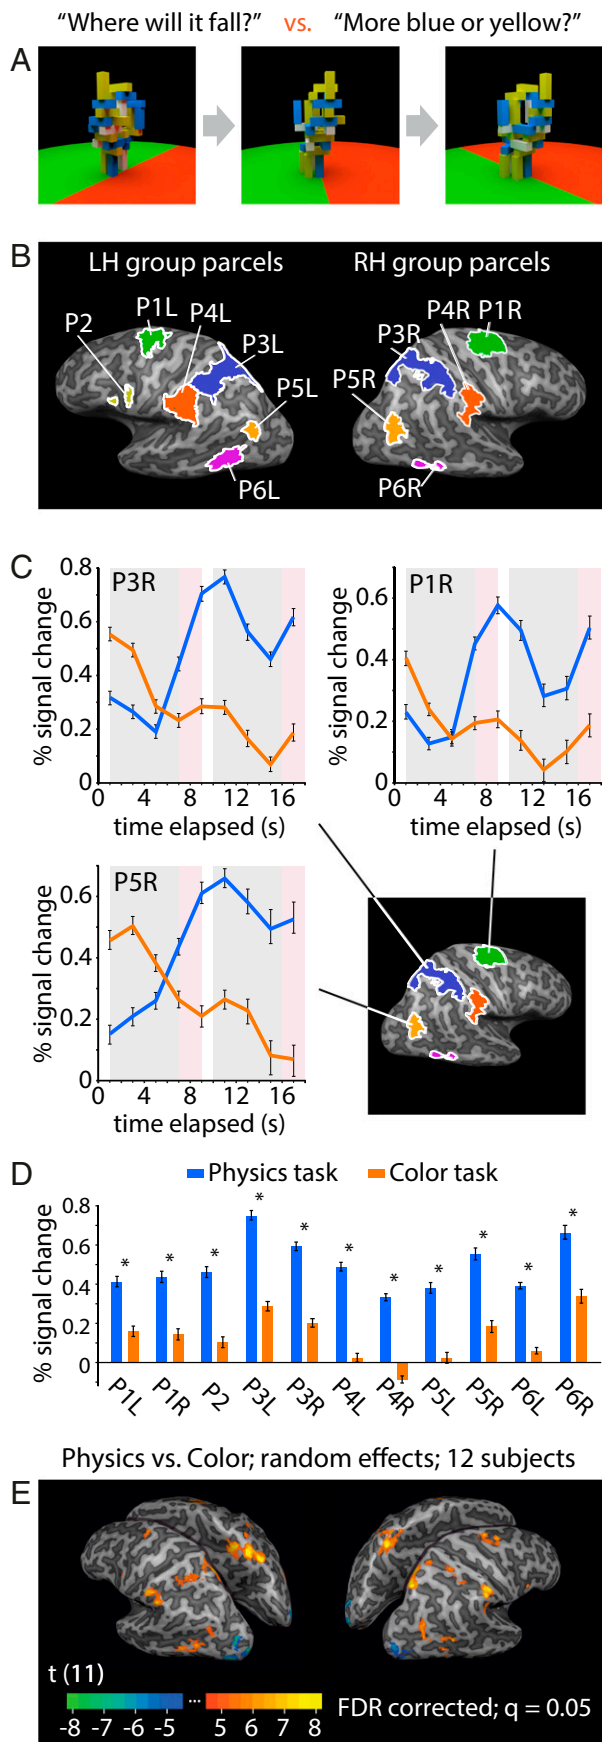 "Where will it fall?" vs. "More blue or yellow?"
A
B
LH group parcels
RH group parcels
P1L
P4L
P2
P3L
P5L
P6L
P4R
P1R
P3R
P5R
P6R
C
P3R
% signal change
0.8
0.6
0.4
0.2
0
0 4 8 12 16
time elapsed (s)
P1R
% signal change
0.6
0.4
0.2
0
0 4 8 12 16
time elapsed (s)
P5R
% signal change
0.6
0.4
0.2
0
0 4 8 12 16
time elapsed (s)
D
Physics task
Color task
% signal change
0.8
0.6
0.4
0.2
0
* * * * * * * * * * *
P1L P1R P2 P3L P3R P4L P4R P5L P5R P6L P6R
Physics vs. Color; random effects; 12 subjects
E
t (11)
...
-8 -7 -6 -5 5 6 7 8
FDR corrected; q = 0.05